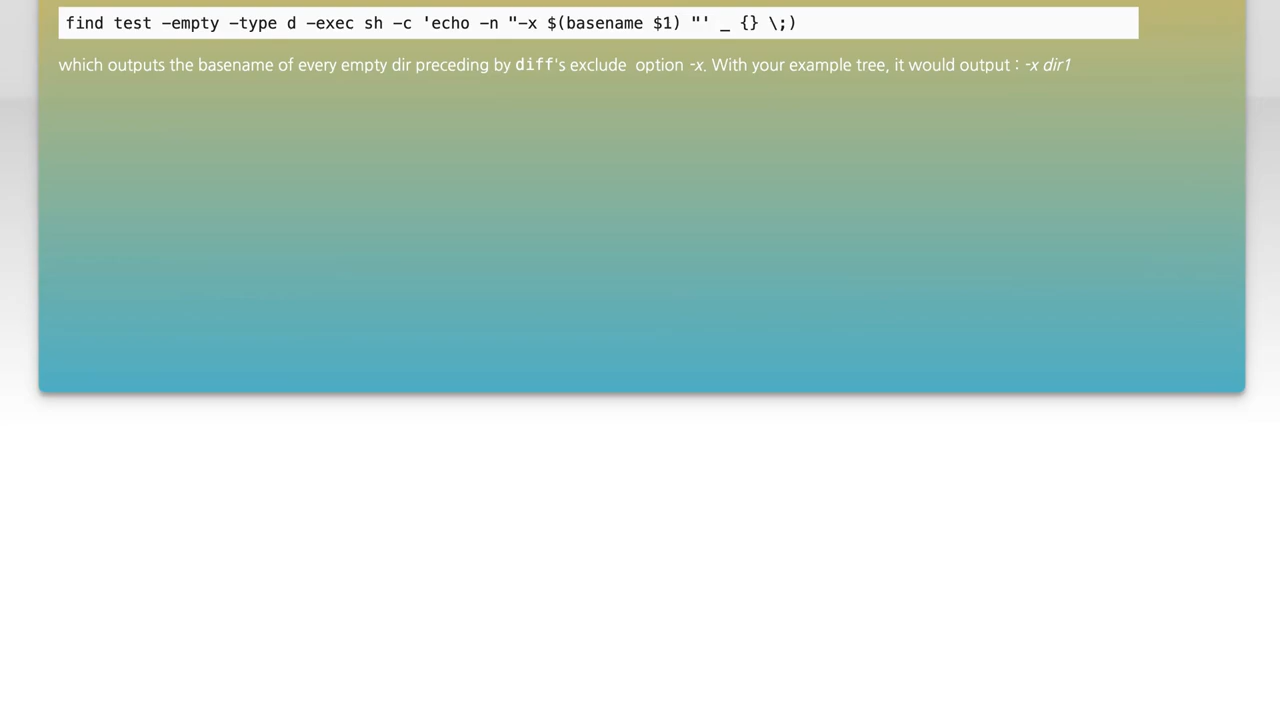 find test -empty -type d -exec sh -c 'echo -n "-x $(basename $1) "' _ {} \;)
which outputs the basename of every empty dir preceding by diff's exclude  option -x. With your example tree, it would output : -x dir1